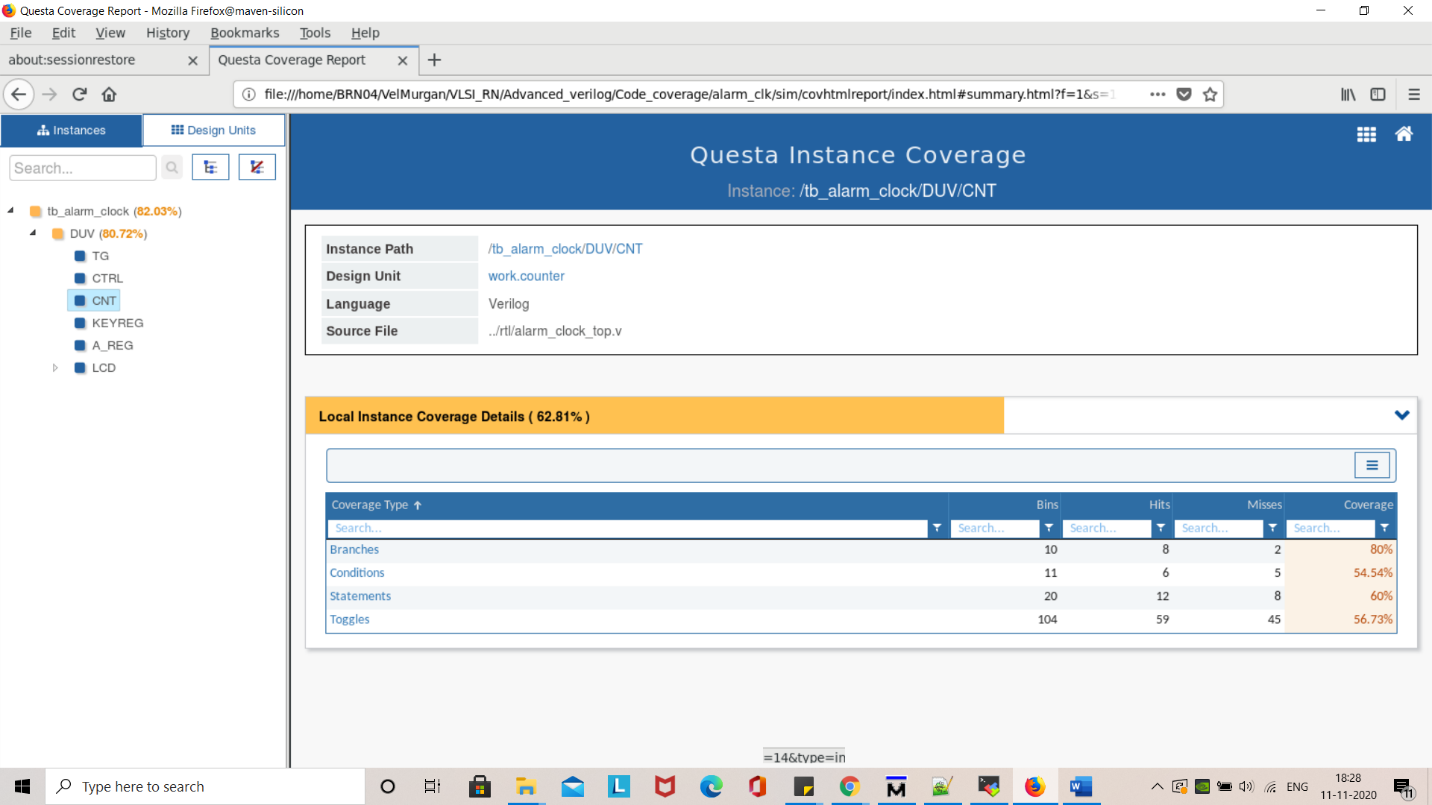 Questa Coverage Report - Mozilla Firefox@maven-silicon
File Edit View History Bookmarks Tools Help
about:sessionrestore
Questa Coverage Report
file:///home/BRN04/VelMurgan/VLSI_RN/Advanced_verilog/Code_coverage/alarm_clk/sim/covhtmlreport/index.html#summary.html?f=1&s=1
Instances
Design Units
Search...
tb_alarm_clock (82.03%)
DUV (80.72%)
TG
CTRL
CNT
KEYREG
A_REG
LCD
Questa Instance Coverage
Instance: /tb_alarm_clock/DUV/CNT
Instance Path /tb_alarm_clock/DUV/CNT
Design Unit work.counter
Language Verilog
Source File ../rtl/alarm_clock_top.v
Local Instance Coverage Details ( 62.81% )
Coverage Type Bins Hits Misses Coverage
Search... Search... Search... Search... Search...
Branches 10 8 2 80%
Conditions 11 6 5 54.54%
Statements 20 12 8 60%
Toggles 104 59 45 56.73%
=14&type=in
Type here to search
ENG
18:28
11-11-2020
11